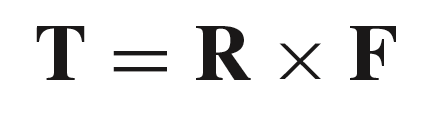 T = R × F